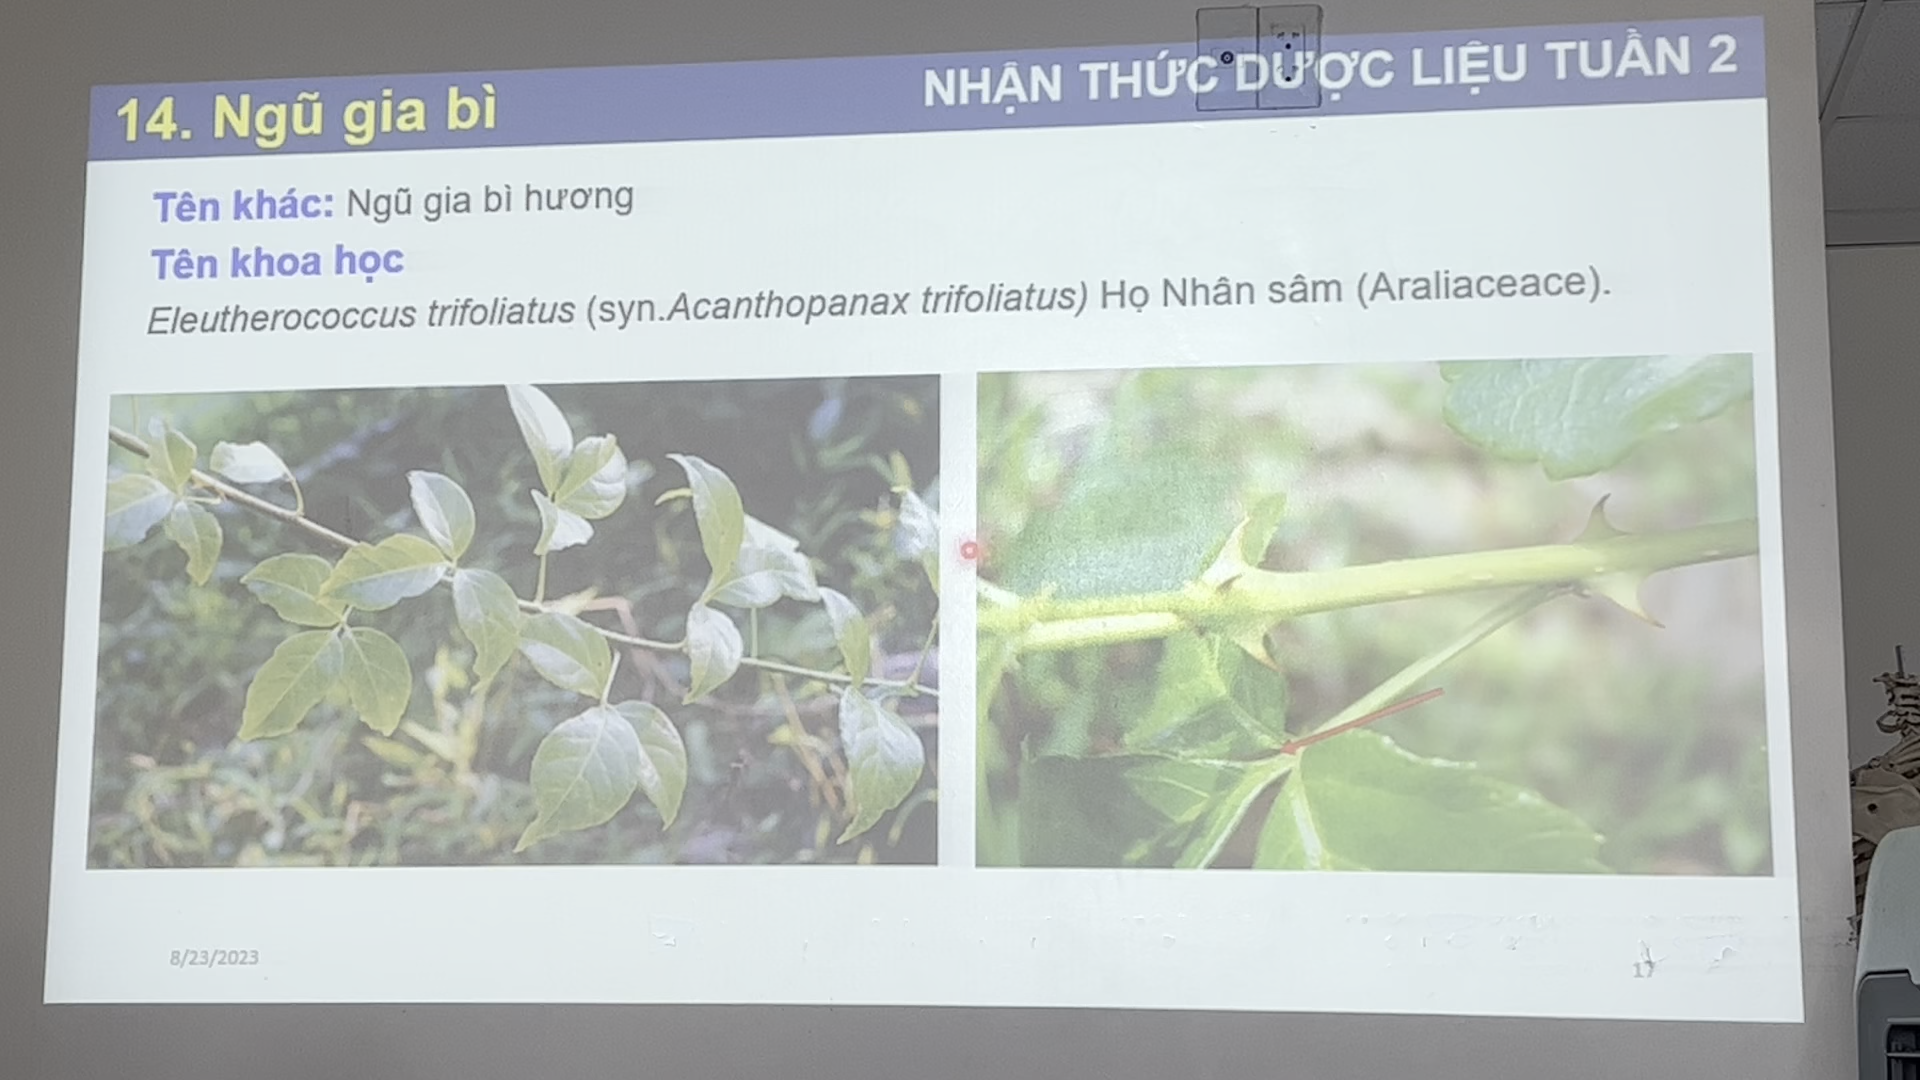 14. Ngũ gia bì
NHẬN THỨC DƯỢC LIỆU TUẦN 2
Tên khác: Ngũ gia bì hương
Tên khoa học
Eleutherococcus trifoliatus (syn.Acanthopanax trifoliatus) Họ Nhân sâm (Araliaceace).
8/23/2023
17